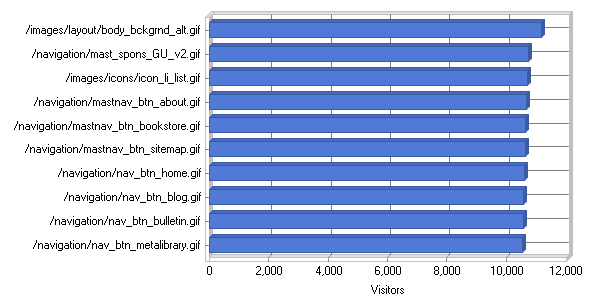 /images/layout/body_bckgrnd_alt.gif
/navigation/mast_spons_GU_v2.gif
/images/icons/icon_li_list.gif
/navigation/mastnav_btn_about.gif
/navigation/mastnav_btn_bookstore.gif
/navigation/mastnav_btn_sitemap.gif
/navigation/nav_btn_home.gif
/navigation/nav_btn_blog.gif
/navigation/nav_btn_bulletin.gif
/navigation/nav_btn_metalibrary.gif
0 2,000 4,000 6,000 8,000 10,000 12,000
Visitors